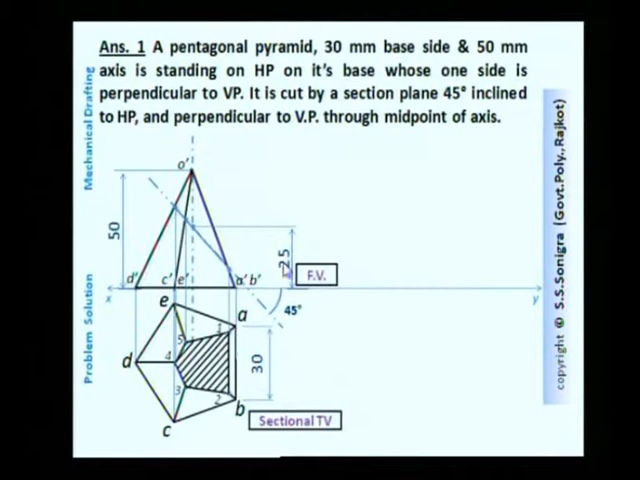 Ans. 1 A pentagonal pyramid, 30 mm base side & 50 mm
axis is standing on HP on it's base whose one side is
perpendicular to VP. It is cut by a section plane 45° inclined
to HP, and perpendicular to V.P. through midpoint of axis.
Mechanical Drafting
Problem Solution
copyright © S.S.Sonigra (Govt.Poly., Rajkot)
o'
50
25
F.V.
d' c' e' a' b'
x y
45°
e
a
1
5
d
4
30
3
2
b
c
Sectional TV